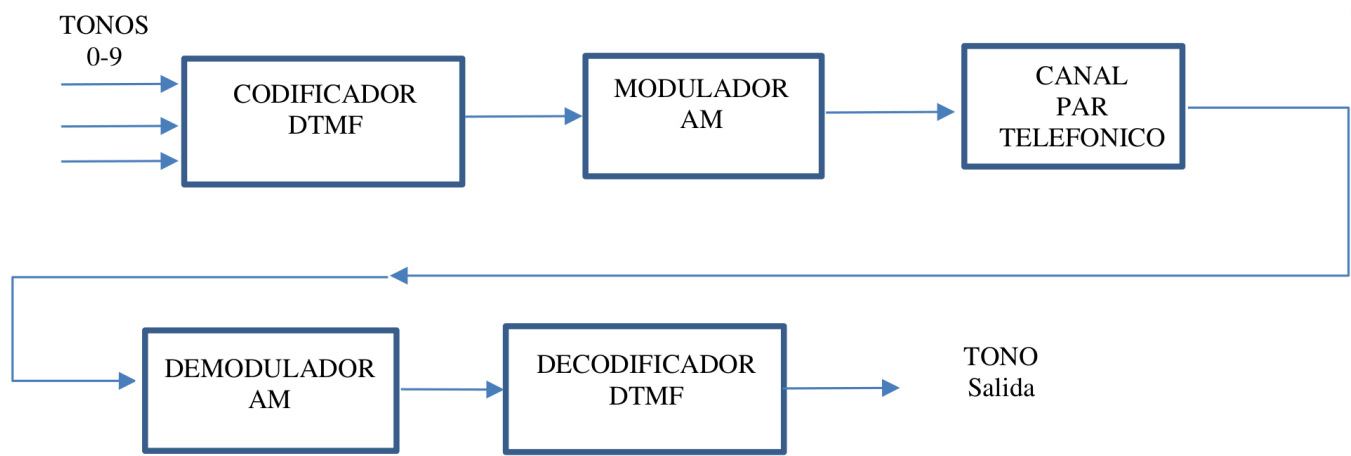 TONOS
0-9
CODIFICADOR
DTMF
MODULADOR
AM
CANAL
PAR
TELEFONICO
DEMODULADOR
AM
DECODIFICADOR
DTMF
TONO
Salida